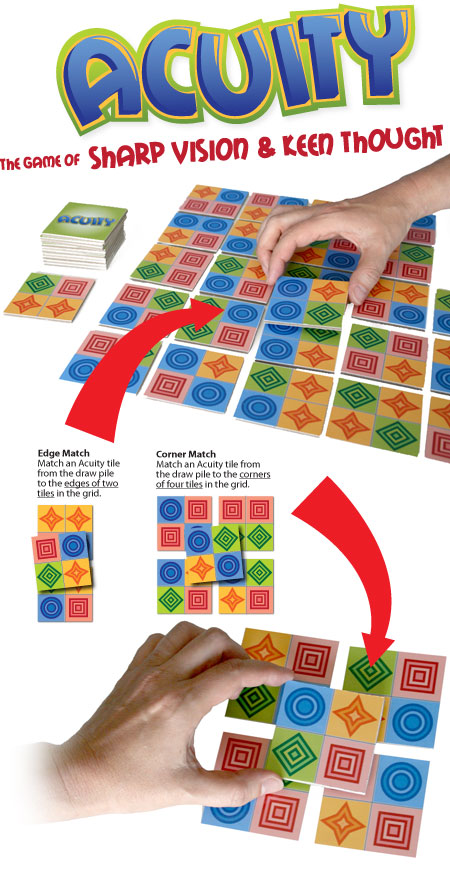 ACUITY
THE GAME OF SHARP VISION & KEEN THOUGHT
ACUITY
Edge Match
Match an Acuity tile
from the draw pile
to the edges of two
tiles in the grid.
Corner Match
Match an Acuity tile from
the draw pile to the corners
of four tiles in the grid.